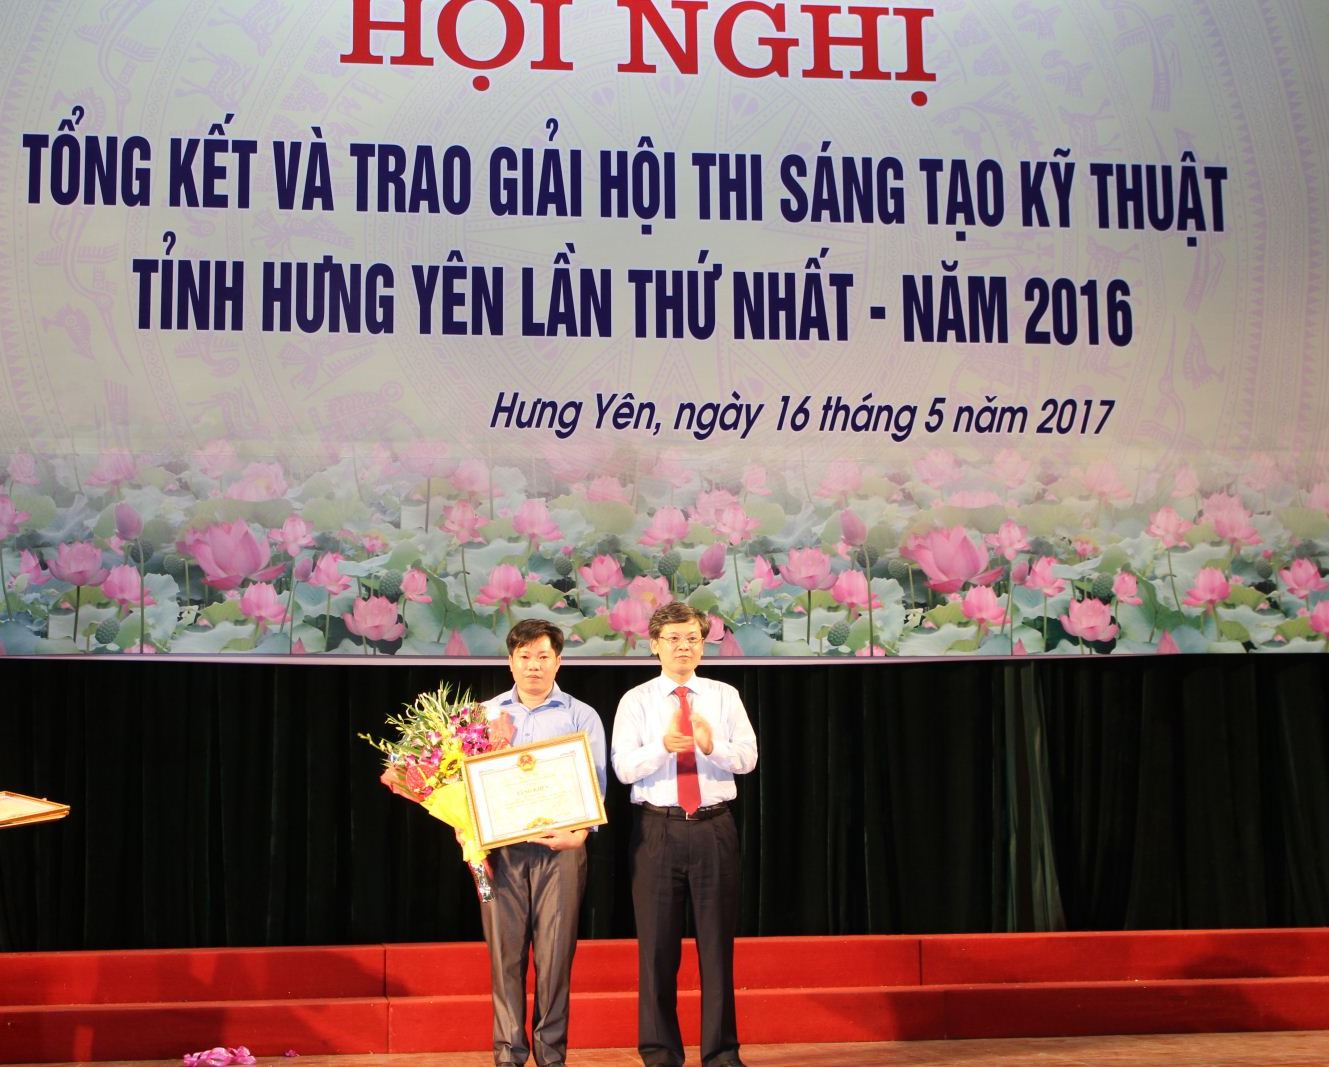 HỘI NGHỊ
TỔNG KẾT VÀ TRAO GIẢI HỘI THI SÁNG TẠO KỸ THUẬT
TỈNH HƯNG YÊN LẦN THỨ NHẤT - NĂM 2016
Hưng Yên, ngày 16 tháng 5 năm 2017